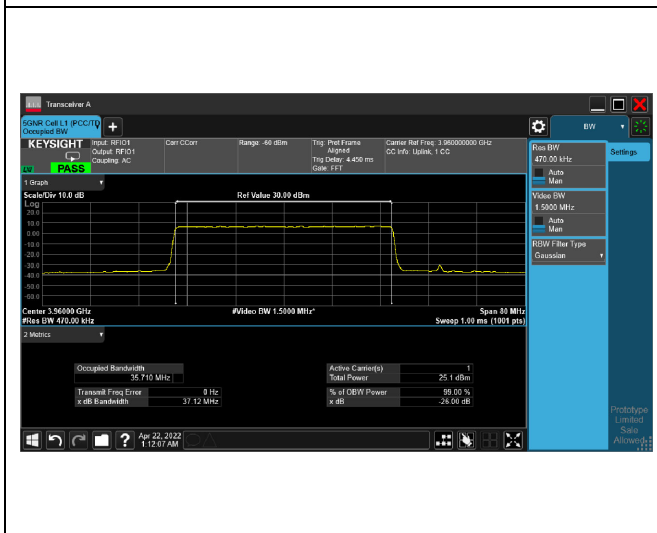 Transceiver A
5GNR Cell L1 (PCC/TD
Occupied BW
KEYSIGHT
Input: RFIO1
Output: RFIO1
Coupling: AC
Corr CCorr
Range: -60 dBm
Trig: Pret Frame
Aligned
Trig Delay: 4.450 ms
Gate: FFT
Carrier Ref Freq, 3.960000000 GHz
CC Info: Uplink, 1 CC
PASS
1 Graph
Scale/Div 10.0 dB
Ref Value 30.00 dBm
Log
20.0
10.0
0.00
-10.0
-20.0
-30.0
-40.0
-50.0
-60.0
Center 3.96000 GHz
#Video BW 1.5000 MHz*
Span 80 MHz
#Res BW 470.00 kHz
Sweep 1.00 ms (1001 pts)
2 Metrics
Occupied Bandwidth
35.710 MHz
Transmit Freq Error 0 Hz
x dB Bandwidth 37.12 MHz
Active Carrier(s) 1
Total Power 25.1 dBm
% of OBW Power 99.00 %
x dB -26.00 dB
Apr 22, 2022
1:12:07 AM
BW
Res BW
470.00 kHz
Auto
Man
Video BW
1.5000 MHz
Auto
Man
RBW Filter Type
Gaussian
Settings
Prototype
Limited
Sale
Allowed